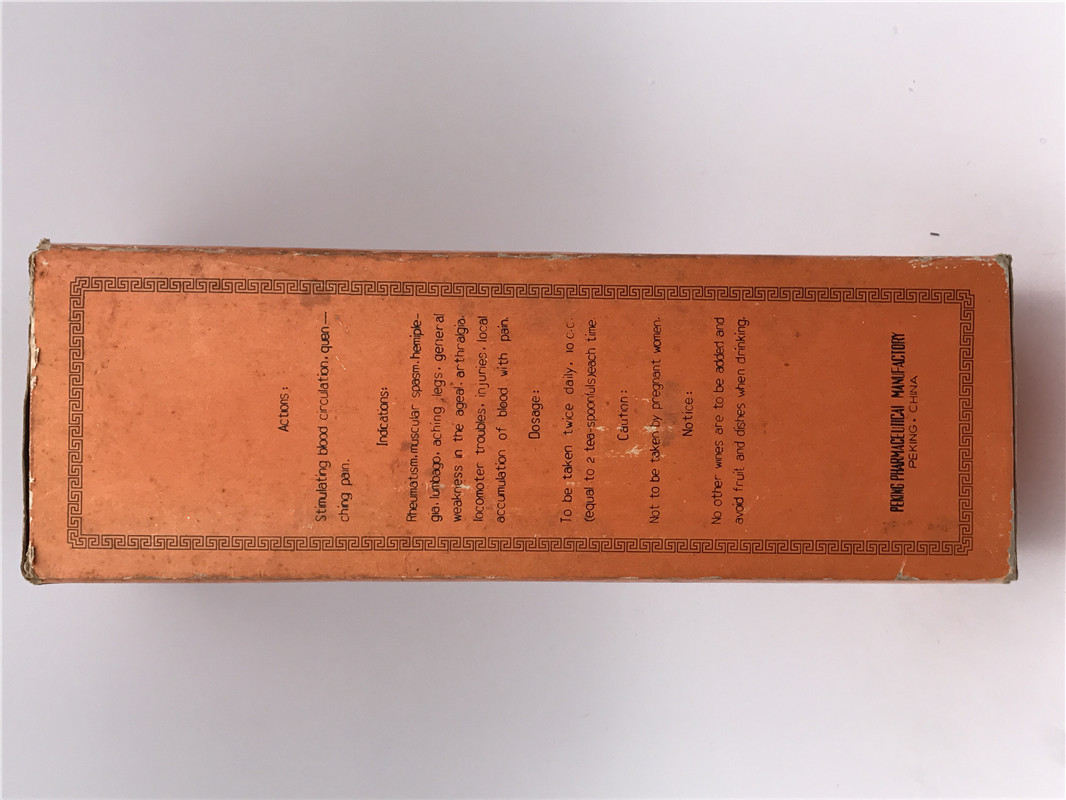 Actions:
Stimulating blood circulation, quen—
ching pain.
Indications:
Rheumatism, muscular spasm, hemiple-
gia, lumbago, aching legs, general
weakness in the ageal, arthralgia,
locomoter troubles, injuries, local
accumulation of blood with pain.
Dosage:
To be taken twice daily, 10 c.c.
(equal to 2 tea-spoon(uls)each time
Caution:
Not to be taken by pregnant women.
Notice:
No other wines are to be added and
avoid fruit and dishes when drinking.
PEKING PHARMACEUTICAL MANUFACTORY
PEKING, CHINA